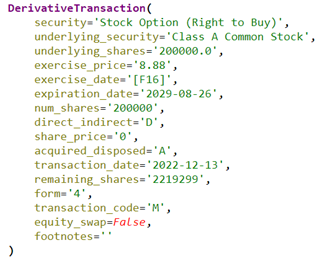 DerivativeTransaction(
    security='Stock Option (Right to Buy)',
    underlying_security='Class A Common Stock',
    underlying_shares='200000.0',
    exercise_price='8.88',
    exercise_date='[F16]',
    expiration_date='2029-08-26',
    num_shares='200000',
    direct_indirect='D',
    share_price='0',
    acquired_disposed='A',
    transaction_date='2022-12-13',
    remaining_shares='2219299',
    form='4',
    transaction_code='M',
    equity_swap=False,
    footnotes=''
)